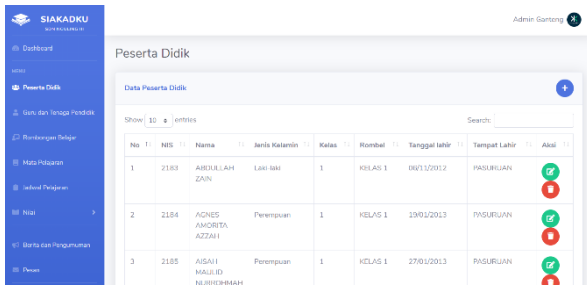 SIAKADKU
Admin Ganteng
Dashboard
MENU
Peserta Didik
Guru dan Tenaga Pendidik
Rombongan Belajar
Mata Pelajaran
Jadwal Pelajaran
Nilai
Berita dan Pengumuman
Pesan
Peserta Didik
Data Peserta Didik
Show 10 entries
Search:
No NIS Nama Jenis Kalamin Kelas Rombel Tanggal lahir Tempat Lahir Aksi
1 2183 ABDULLAH ZAIN Laki-laki 1 KELAS 1 06/11/2012 PASURUAN
2 2184 AGNES AMORITA AZZAH Perempuan 1 KELAS 1 19/01/2013 PASURUAN
3 2185 AISAH MAULID NURROHMAH Perempuan 1 KELAS 1 27/01/2013 PASURUAN